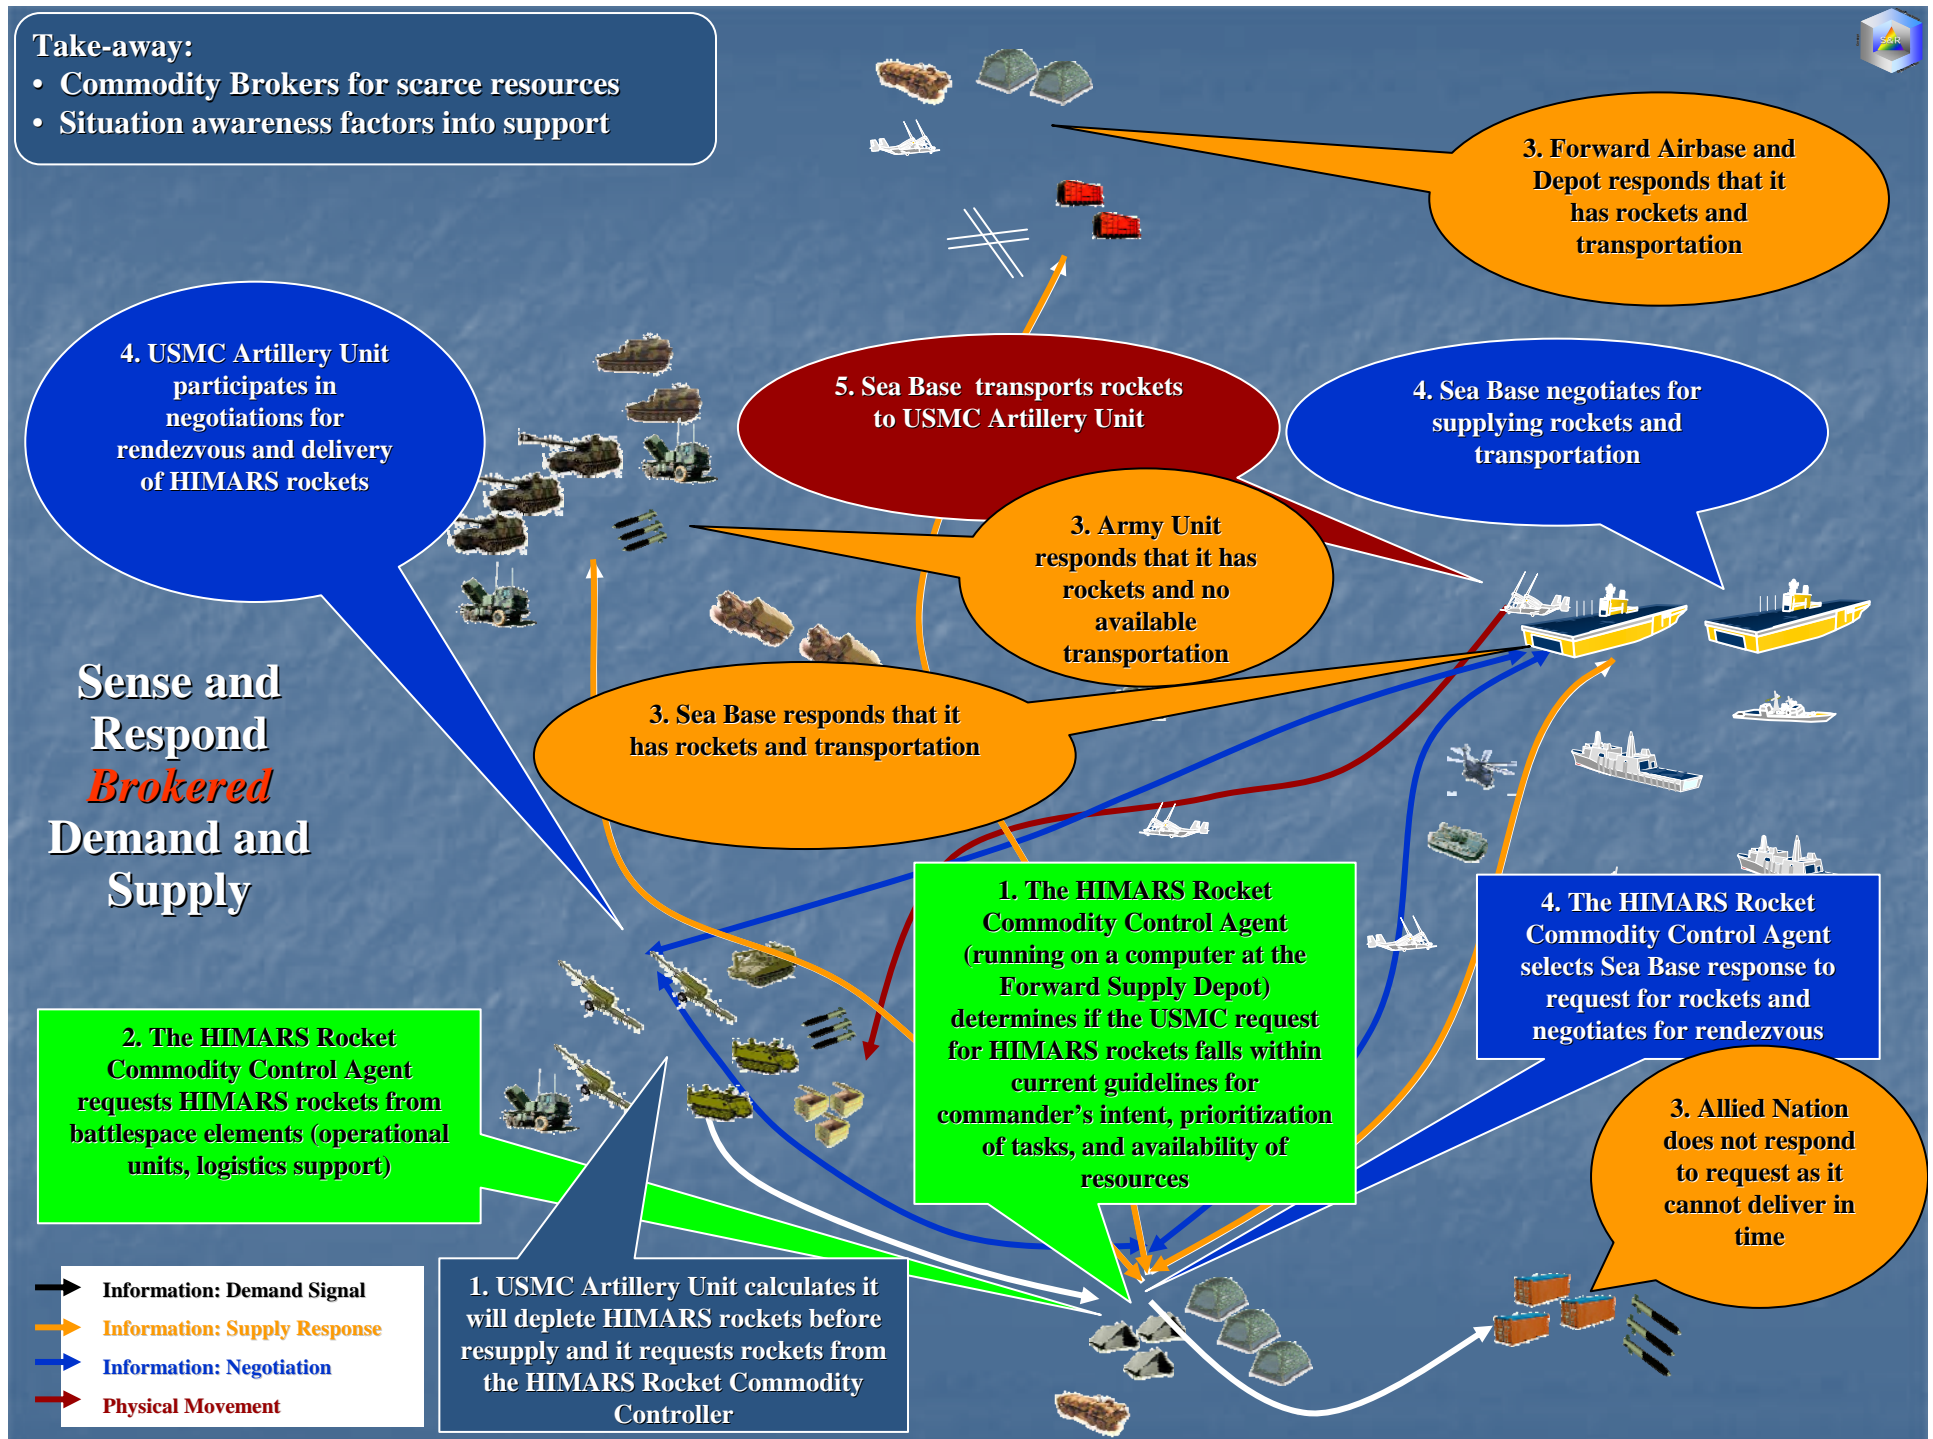 Take-away:
• Commodity Brokers for scarce resources
• Situation awareness factors into support
S&R
3. Forward Airbase and
Depot responds that it
has rockets and
transportation
4. USMC Artillery Unit
participates in
negotiations for
rendezvous and delivery
of HIMARS rockets
5. Sea Base transports rockets
to USMC Artillery Unit
4. Sea Base negotiates for
supplying rockets and
transportation
3. Army Unit
responds that it has
rockets and no
available
transportation
Sense and
Respond
Brokered
Demand and
Supply
3. Sea Base responds that it
has rockets and transportation
1. The HIMARS Rocket
Commodity Control Agent
(running on a computer at the
Forward Supply Depot)
determines if the USMC request
for HIMARS rockets falls within
current guidelines for
commander's intent, prioritization
of tasks, and availability of
resources
4. The HIMARS Rocket
Commodity Control Agent
selects Sea Base response to
request for rockets and
negotiates for rendezvous
2. The HIMARS Rocket
Commodity Control Agent
requests HIMARS rockets from
battlespace elements (operational
units, logistics support)
3. Allied Nation
does not respond
to request as it
cannot deliver in
time
1. USMC Artillery Unit calculates it
will deplete HIMARS rockets before
resupply and it requests rockets from
the HIMARS Rocket Commodity
Controller
Information: Demand Signal
Information: Supply Response
Information: Negotiation
Physical Movement